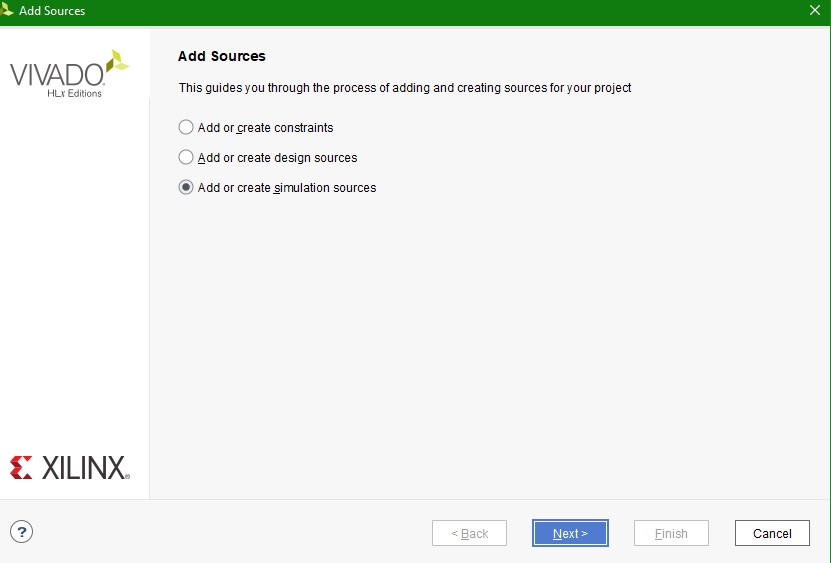 Add Sources
VIVADO
HLx Editions
Add Sources
This guides you through the process of adding and creating sources for your project
Add or create constraints
Add or create design sources
Add or create simulation sources
XILINX
?
< Back
Next >
Finish
Cancel